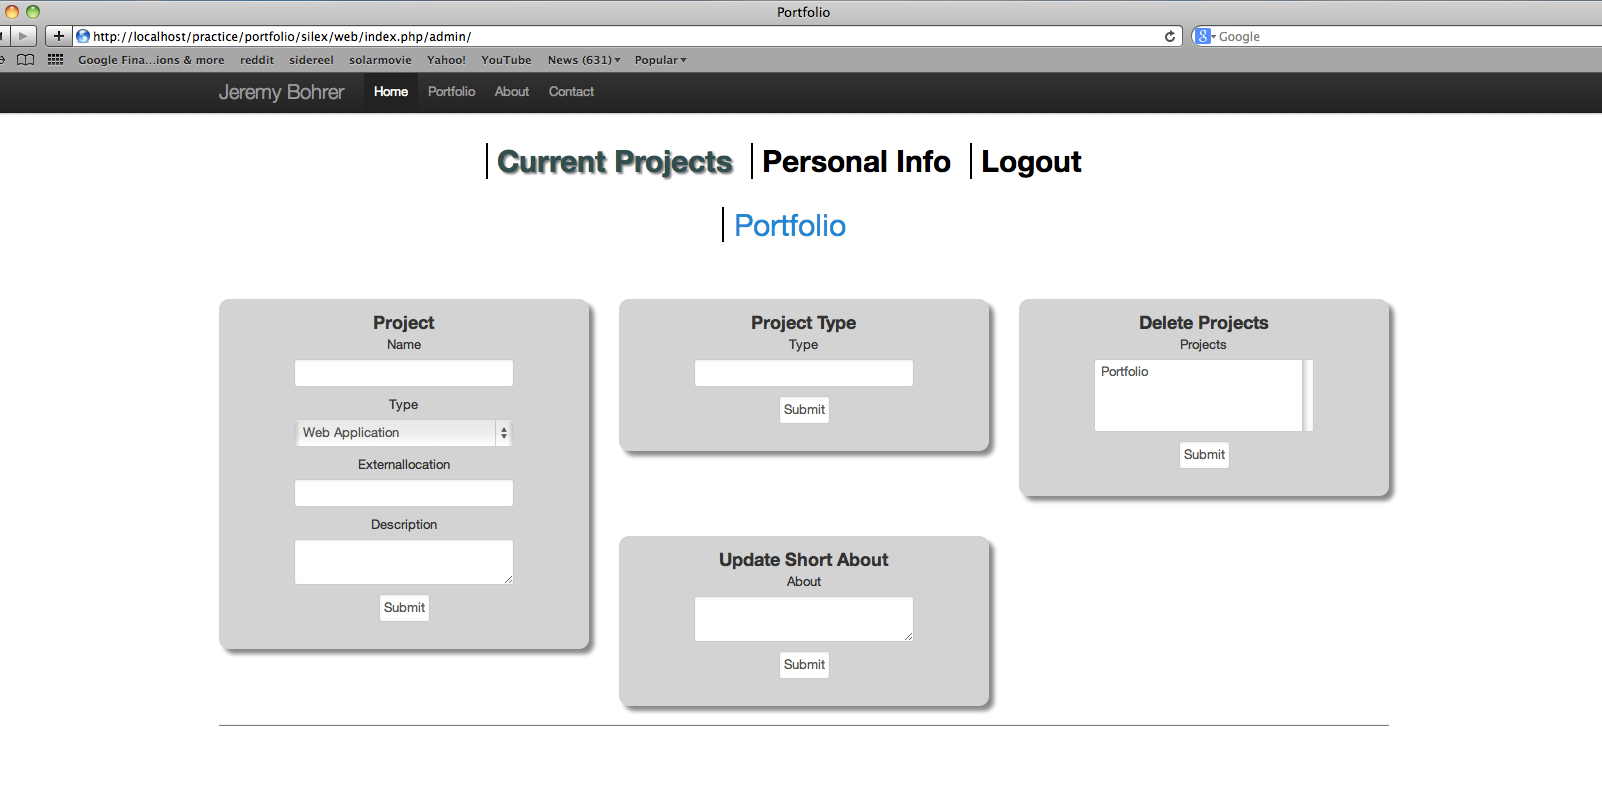 Portfolio
http://localhost/practice/portfolio/silex/web/index.php/admin/
Google
Google Fina...ions & more reddit sidereel solarmovie Yahoo! YouTube News (631) Popular
Jeremy Bohrer Home Portfolio About Contact
Current Projects Personal Info Logout
Portfolio
Project
Name
Type
Web Application
Externallocation
Description
Submit
Project Type
Type
Submit
Update Short About
About
Submit
Delete Projects
Projects
Portfolio
Submit